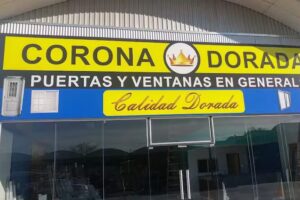 CORONA DORADA
PUERTAS Y VENTANAS EN GENERAL
Calidad Dorada